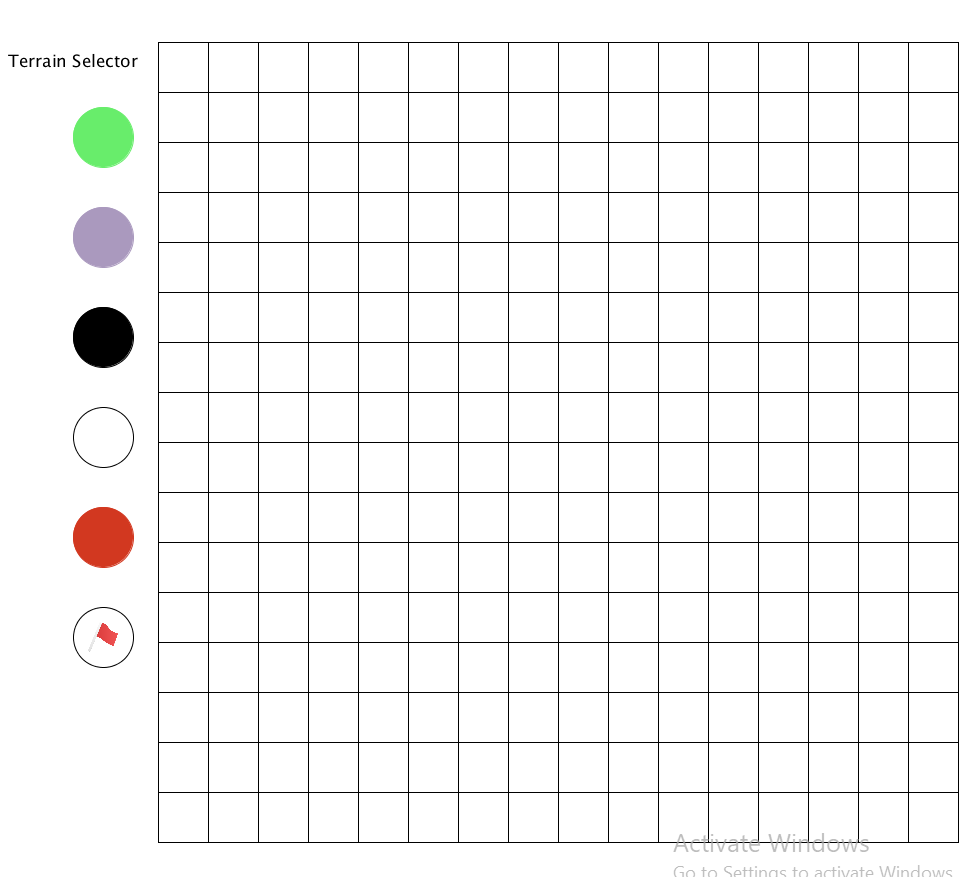 Terrain Selector
Activate Windows
Go to Settings to activate Windows